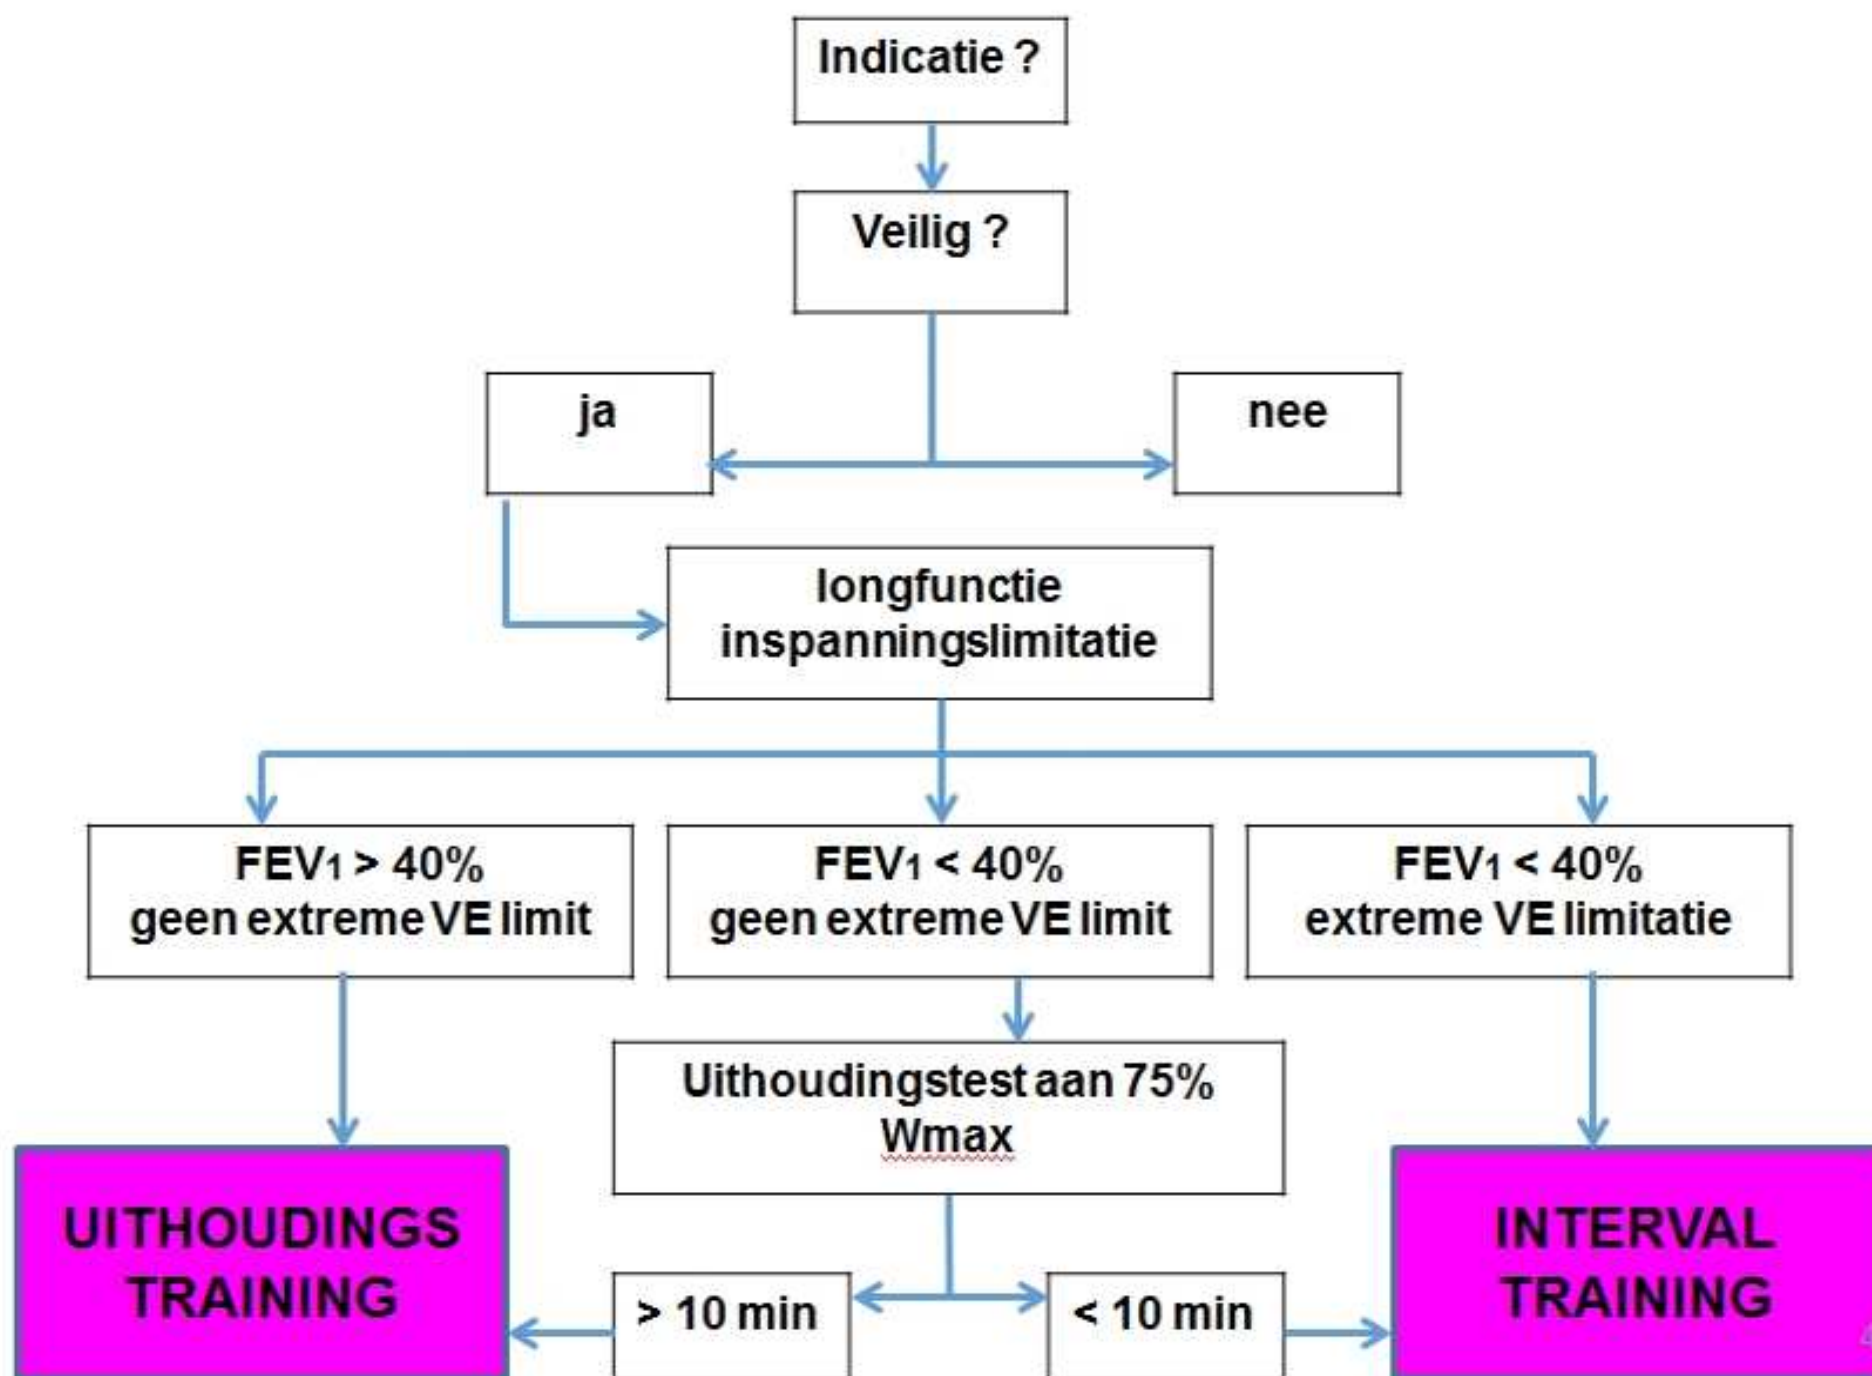 Indicatie ?
Veilig ?
ja
nee
longfunctie
inspanningslimitatie
FEV1 > 40%
geen extreme VE limit
FEV1 < 40%
geen extreme VE limit
FEV1 < 40%
extreme VE limitatie
Uithoudingstest aan 75%
Wmax
UITHOUDINGS
TRAINING
> 10 min
< 10 min
INTERVAL
TRAINING